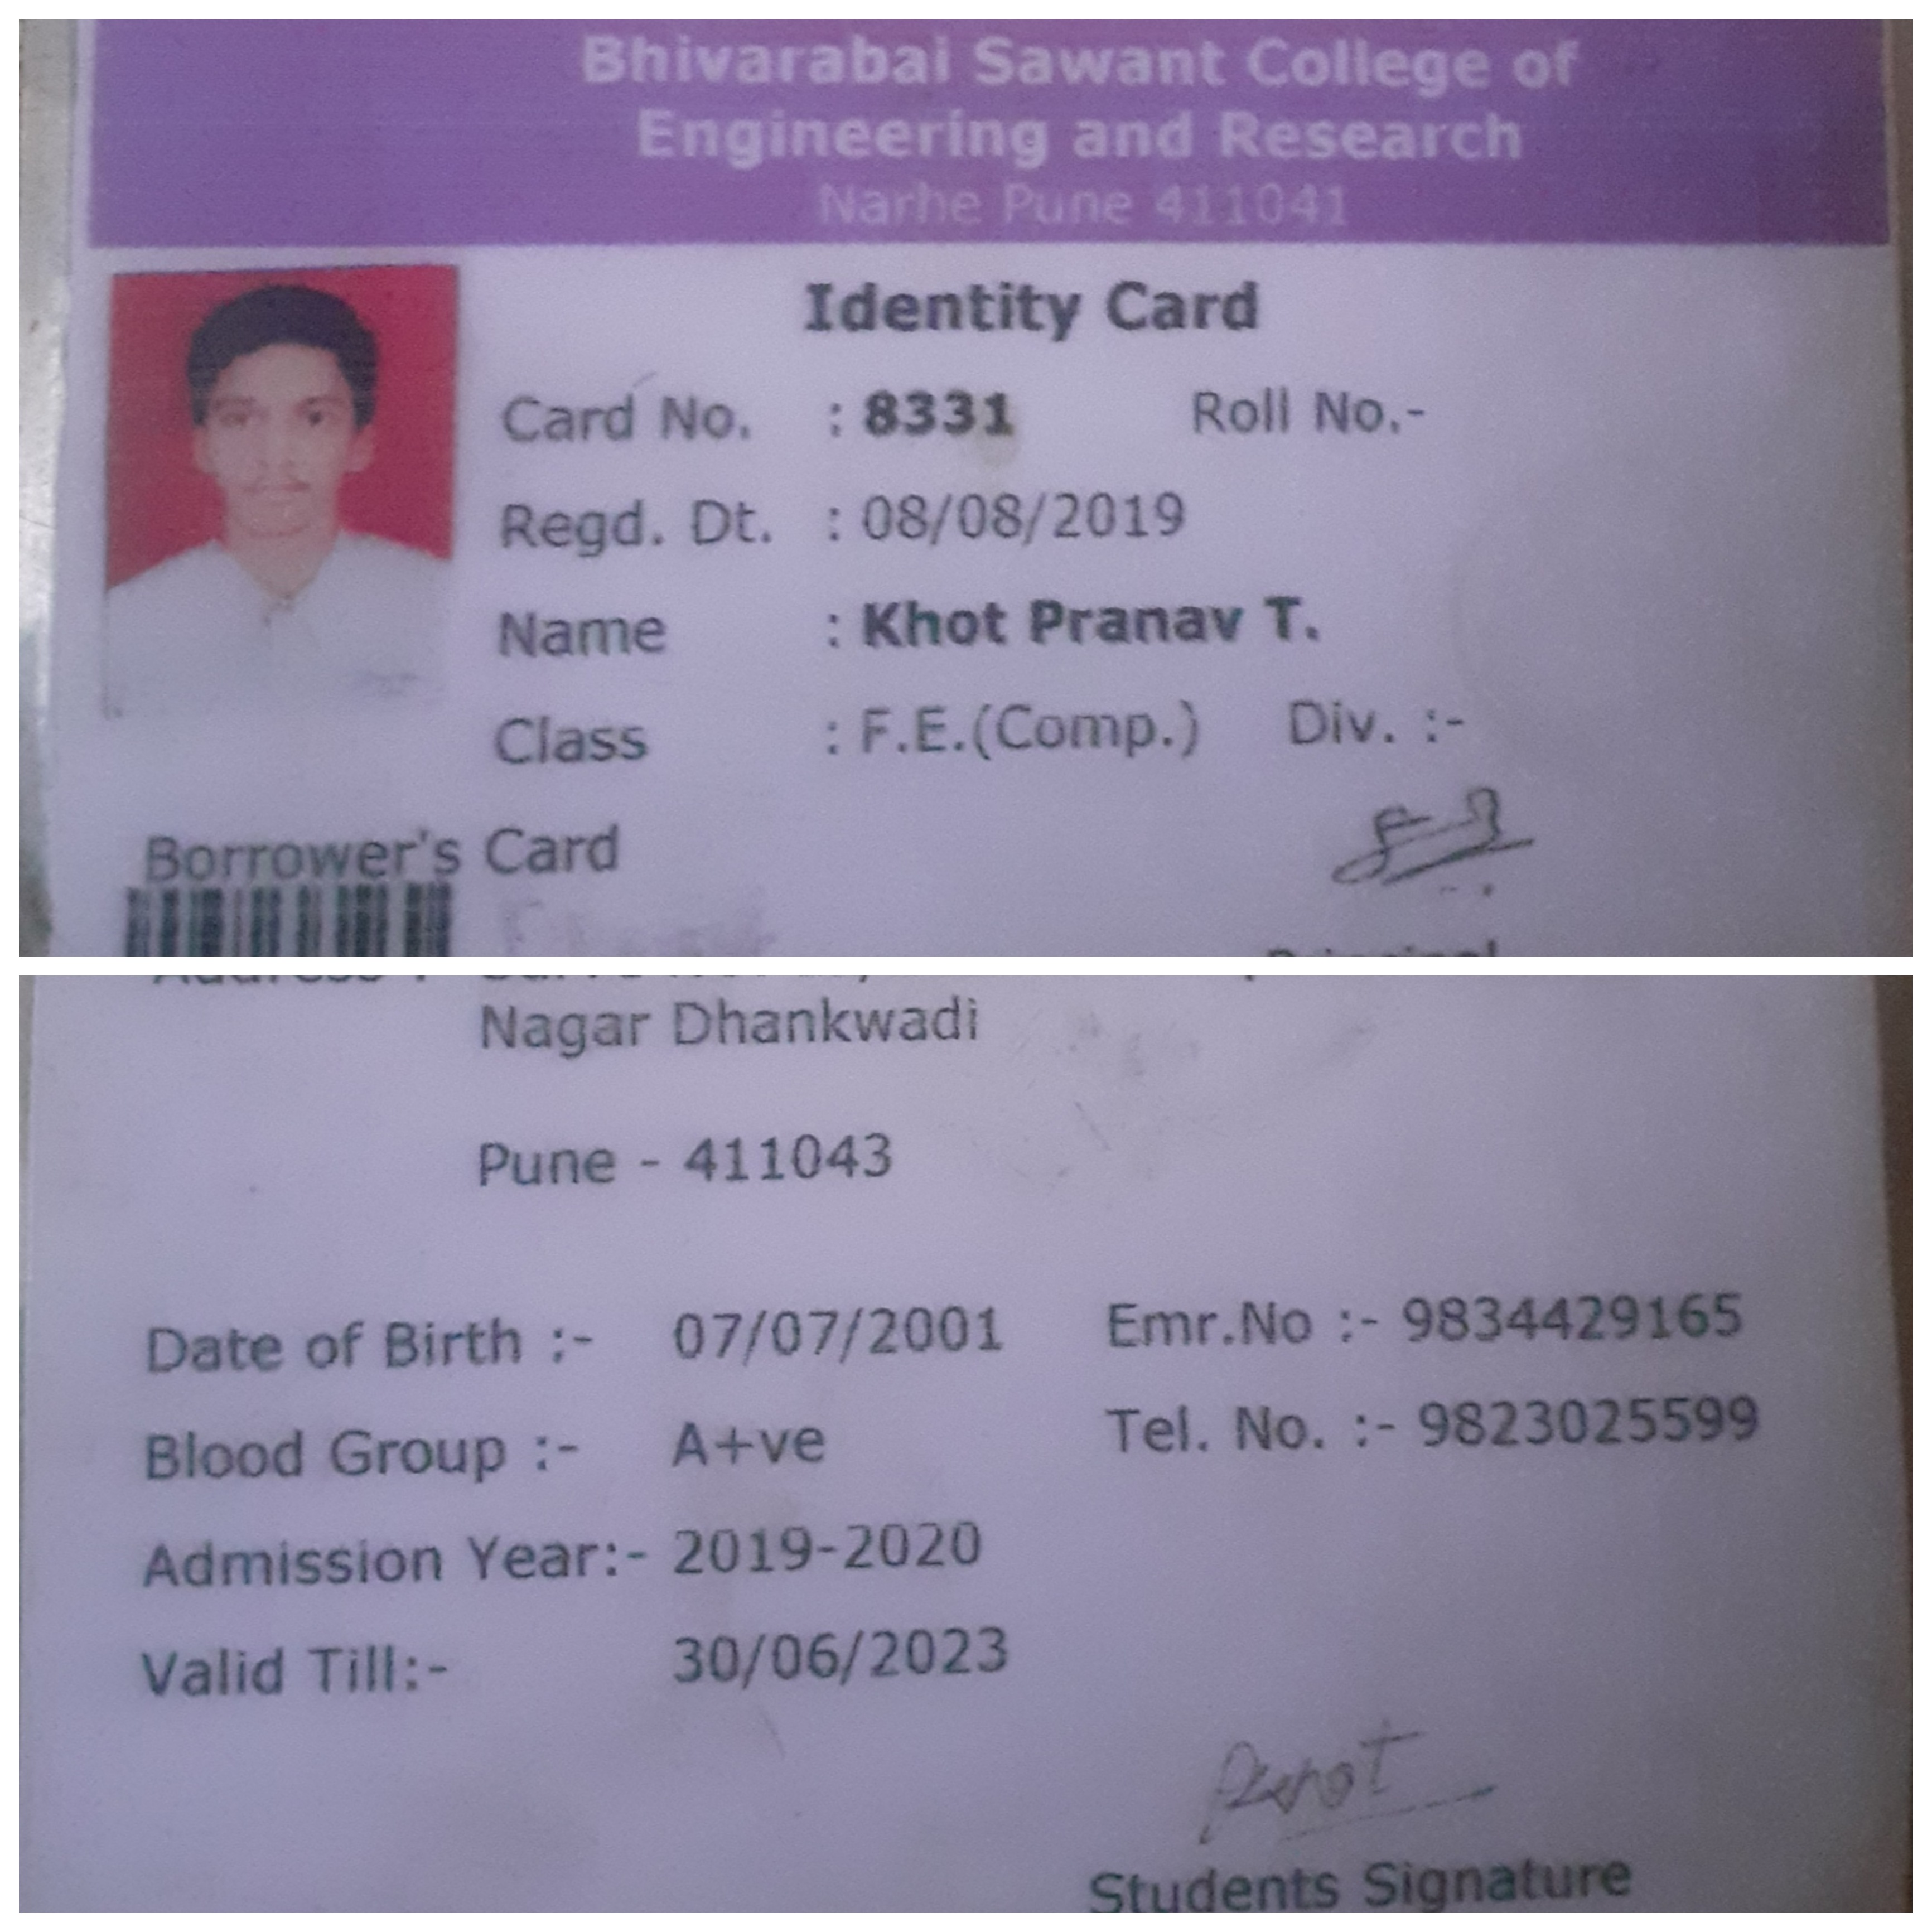 Bhivarabai Sawant College of
Engineering and Research
Narhe Pune 411041
Identity Card
Card No. : 8331 Roll No.-
Regd. Dt. : 08/08/2019
Name : Khot Pranav T.
Class : F.E.(Comp.) Div. :-
Borrower's Card
Principal
Address :
Nagar Dhankwadi
Pune - 411043
Date of Birth :- 07/07/2001 Emr.No :- 9834429165
Blood Group :- A+ve Tel. No. :- 9823025599
Admission Year:- 2019-2020
Valid Till:- 30/06/2023
Students Signature